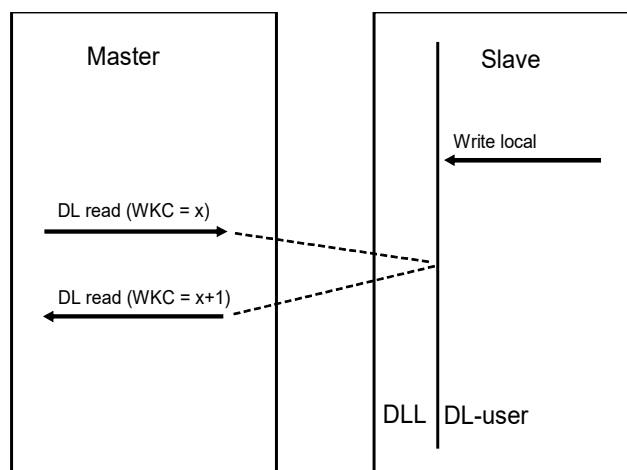 Master
Slave
Write local
DL read (WKC = x)
DL read (WKC = x+1)
DLL
DL-user